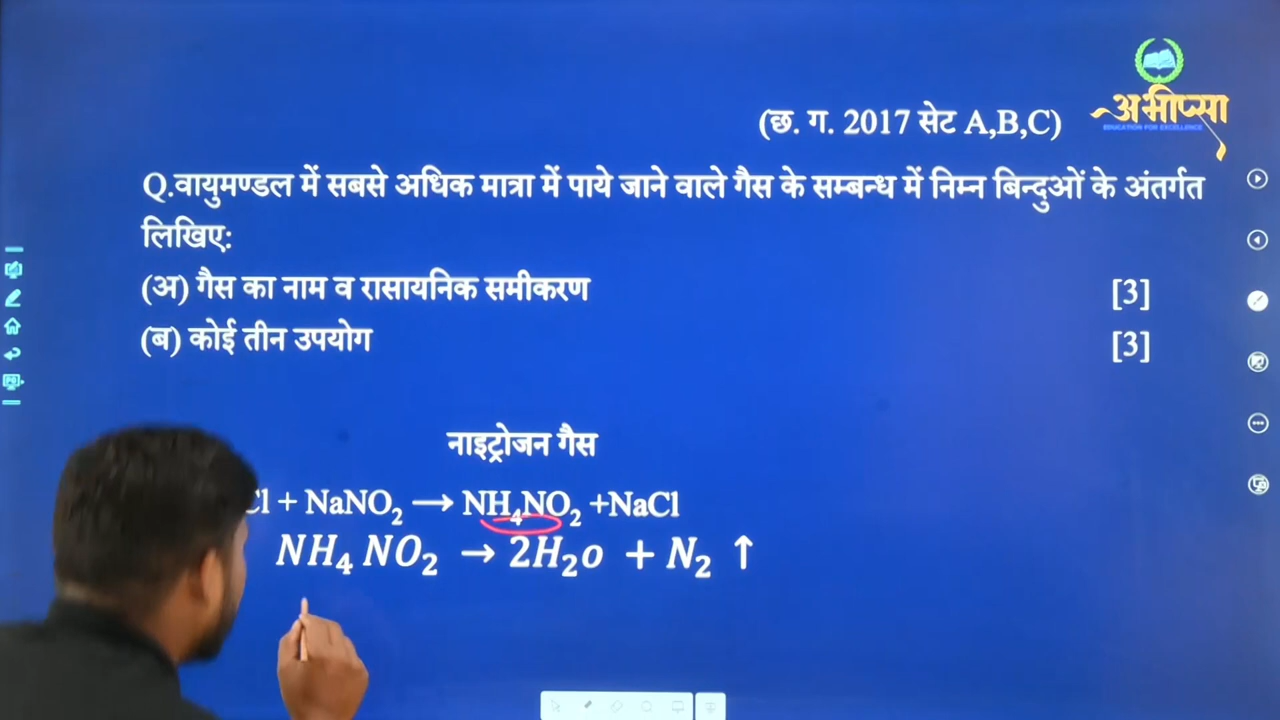 अभीप्सा
EDUCATION FOR EXCELLENCE
(छ. ग. 2017 सेट A,B,C)
Q.वायुमण्डल में सबसे अधिक मात्रा में पाये जाने वाले गैस के सम्बन्ध में निम्न बिन्दुओं के अंतर्गत
लिखिए:
(अ) गैस का नाम व रासायनिक समीकरण [3]
(ब) कोई तीन उपयोग [3]
नाइट्रोजन गैस
Cl + NaNO₂ ⟶ NH₄NO₂ +NaCl
NH₄ NO₂ → 2H₂o + N₂ ↑